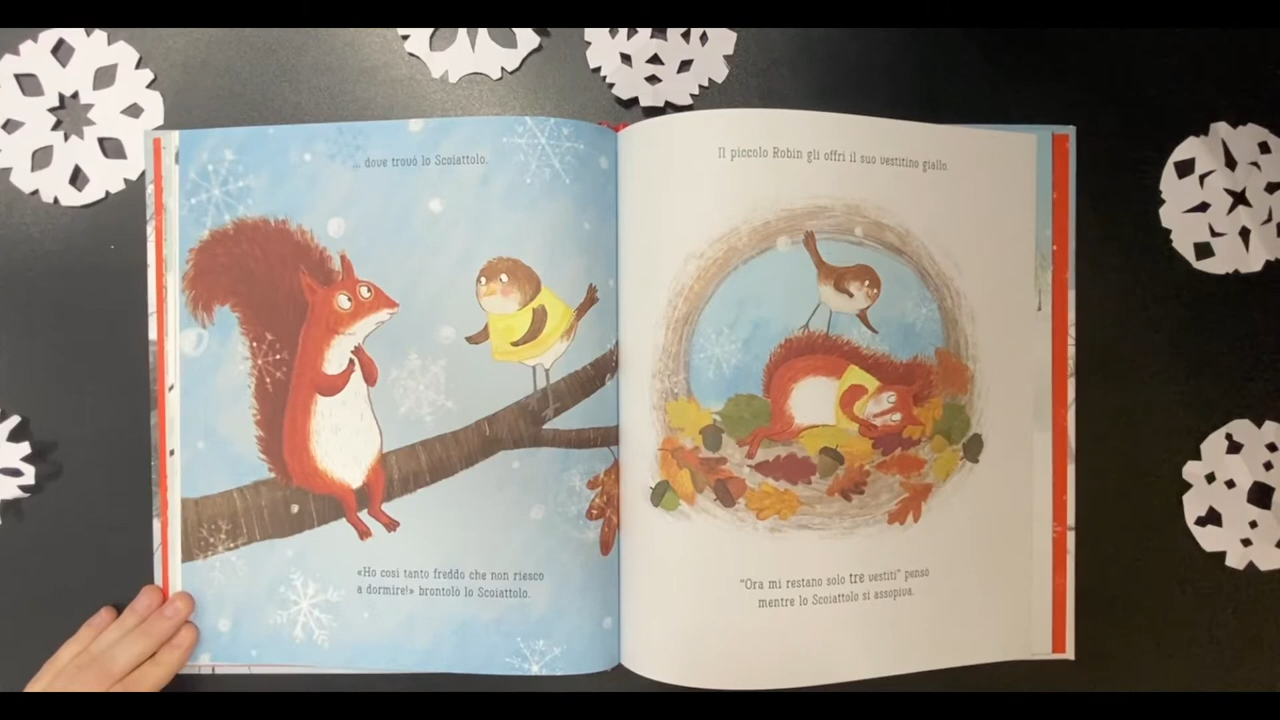 ... dove trovò lo Scoiattolo.
«Ho così tanto freddo che non riesco
a dormire!» brontolò lo Scoiattolo.
Il piccolo Robin gli offrì il suo vestitino giallo.
“Ora mi restano solo tre vestiti” pensò
mentre lo Scoiattolo si assopiva.